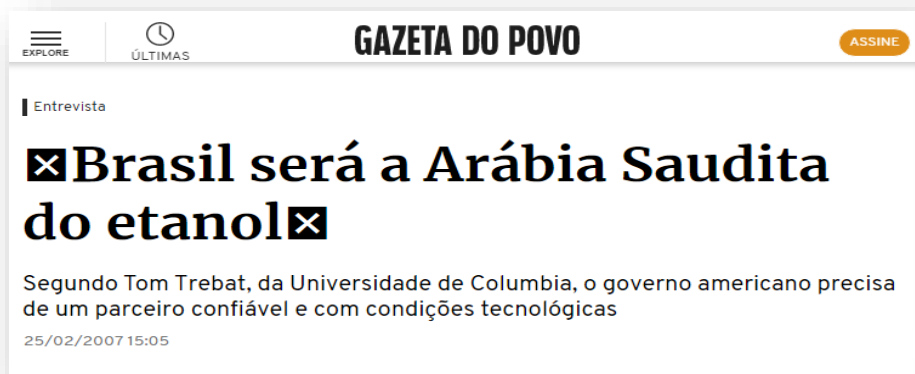 EXPLORE
ÚLTIMAS
GAZETA DO POVO
ASSINE
Entrevista
Brasil será a Arábia Saudita
do etanol
Segundo Tom Trebat, da Universidade de Columbia, o governo americano precisa
de um parceiro confiável e com condições tecnológicas
25/02/2007 15:05